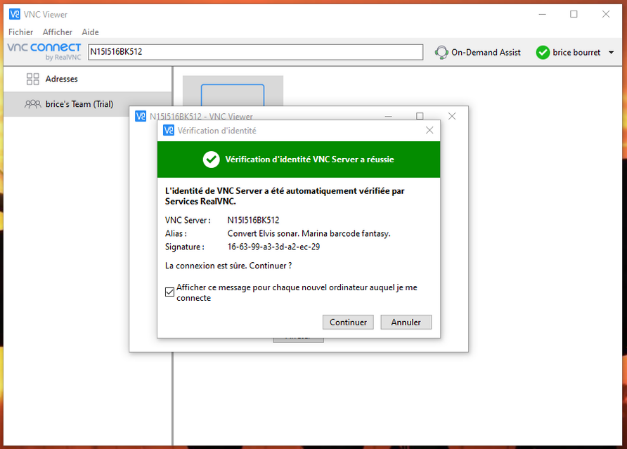 VNC Viewer
Fichier Afficher Aide
VNC CONNECT
by RealVNC
N15I516BK512
On-Demand Assist
brice bourret
Adresses
brice's Team (Trial)
N15I516BK512 - VNC Viewer
Vérification d'identité
Vérification d'identité VNC Server a réussie
L'identité de VNC Server a été automatiquement vérifiée par
Services RealVNC.
VNC Server : N15I516BK512
Alias : Convert Elvis sonar. Marina barcode fantasy.
Signature : 16-63-99-a3-3d-a2-ec-29
La connexion est sûre. Continuer ?
Afficher ce message pour chaque nouvel ordinateur auquel je me
connecte
Continuer Annuler